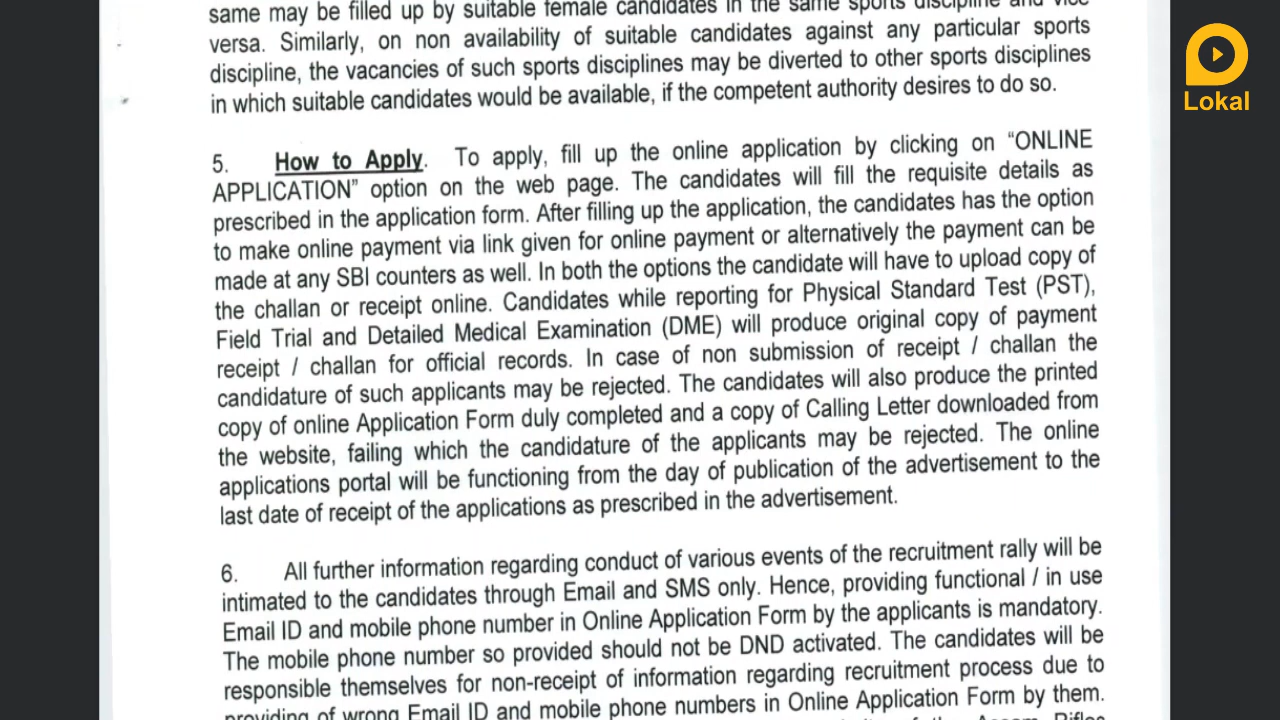 same may be filled up by suitable female candidates in the same sports discipline and vice
versa. Similarly, on non availability of suitable candidates against any particular sports
discipline, the vacancies of such sports disciplines may be diverted to other sports disciplines
in which suitable candidates would be available, if the competent authority desires to do so.
5. How to Apply. To apply, fill up the online application by clicking on “ONLINE
APPLICATION” option on the web page. The candidates will fill the requisite details as
prescribed in the application form. After filling up the application, the candidates has the option
to make online payment via link given for online payment or alternatively the payment can be
made at any SBI counters as well. In both the options the candidate will have to upload copy of
the challan or receipt online. Candidates while reporting for Physical Standard Test (PST),
Field Trial and Detailed Medical Examination (DME) will produce original copy of payment
receipt / challan for official records. In case of non submission of receipt / challan the
candidature of such applicants may be rejected. The candidates will also produce the printed
copy of online Application Form duly completed and a copy of Calling Letter downloaded from
the website, failing which the candidature of the applicants may be rejected. The online
applications portal will be functioning from the day of publication of the advertisement to the
last date of receipt of the applications as prescribed in the advertisement.
6. All further information regarding conduct of various events of the recruitment rally will be
intimated to the candidates through Email and SMS only. Hence, providing functional / in use
Email ID and mobile phone number in Online Application Form by the applicants is mandatory.
The mobile phone number so provided should not be DND activated. The candidates will be
responsible themselves for non-receipt of information regarding recruitment process due to
providing of wrong Email ID and mobile phone numbers in Online Application Form by them.
of the Assam Rifles
Lokal